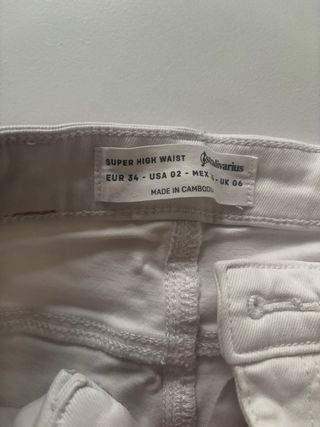 SUPER HIGH WAIST Stradivarius
EUR 34 - USA 02 - MEX - UK 06
MADE IN CAMBODIA